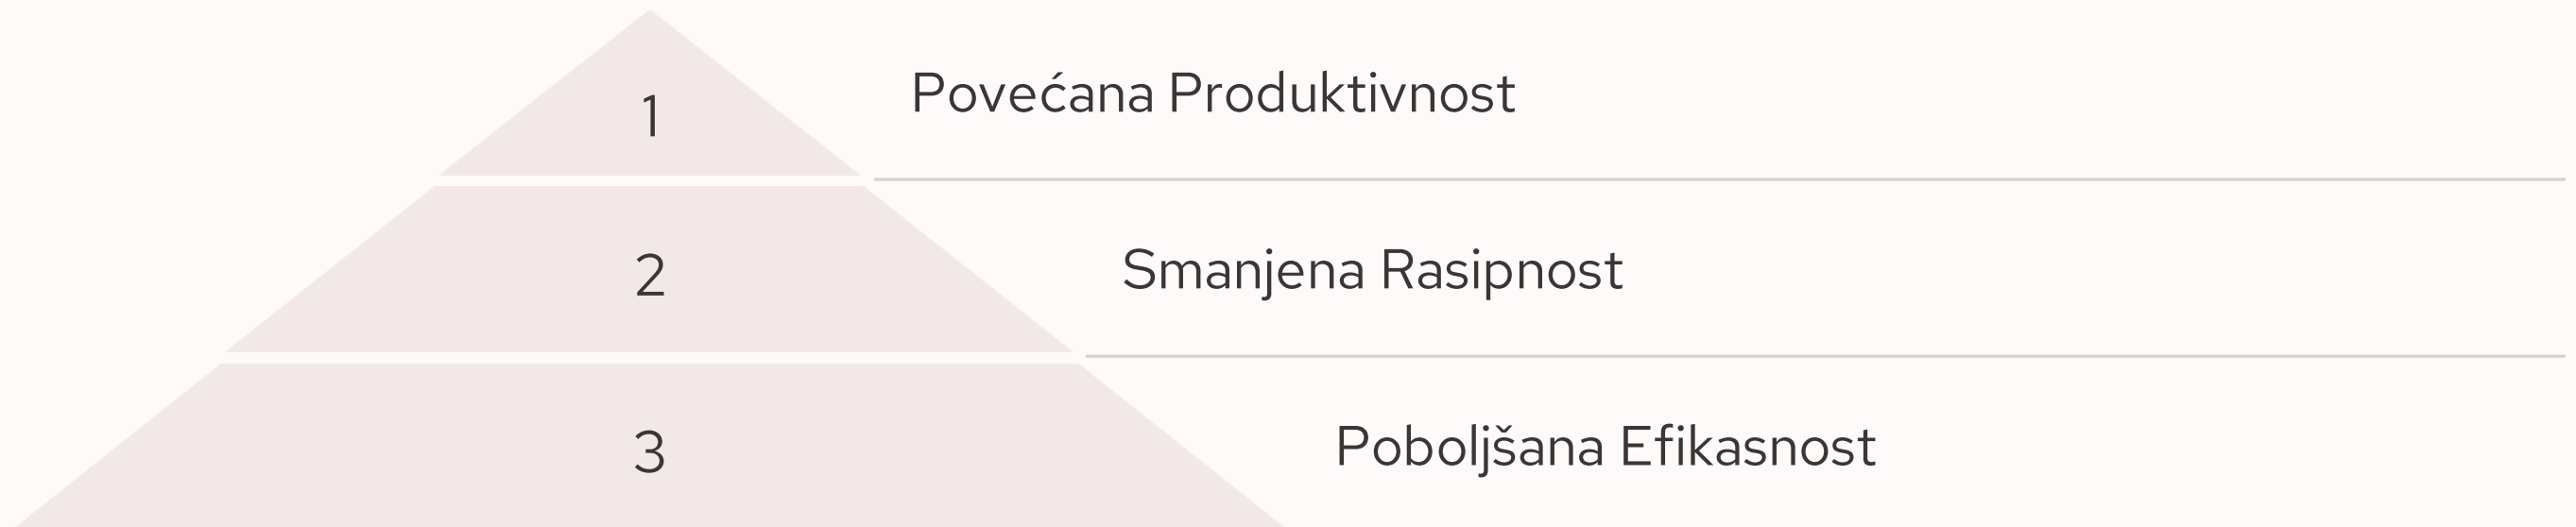 1
Povećana Produktivnost
2
Smanjena Rasipnost
3
Poboljšana Efikasnost